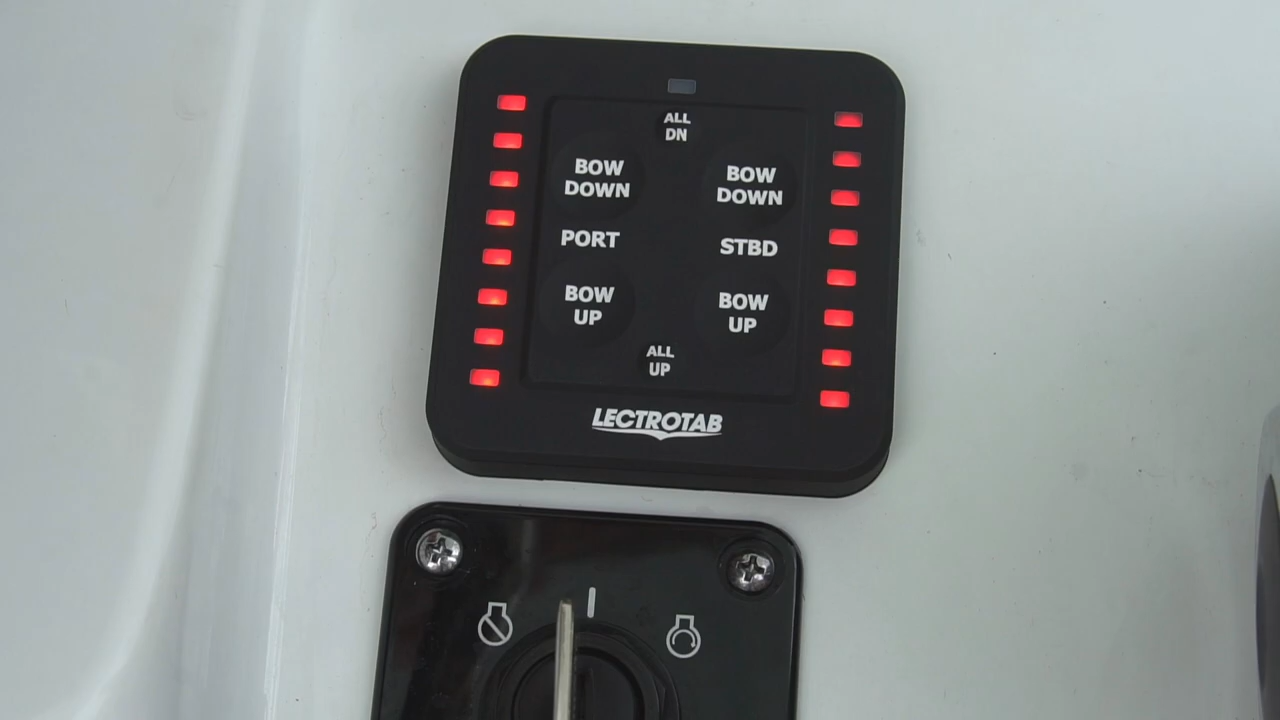 ALL
DN
BOW
DOWN
BOW
DOWN
PORT
STBD
BOW
UP
BOW
UP
ALL
UP
LECTROTAB